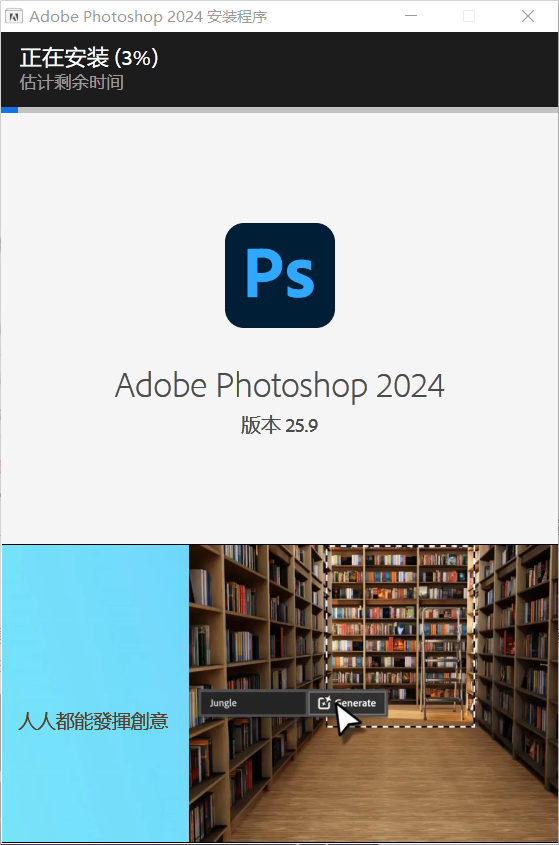 Adobe Photoshop 2024 安装程序
正在安装 (3%)
估计剩余时间
Ps
Adobe Photoshop 2024
版本 25.9
人人都能發揮創意
Jungle
Generate